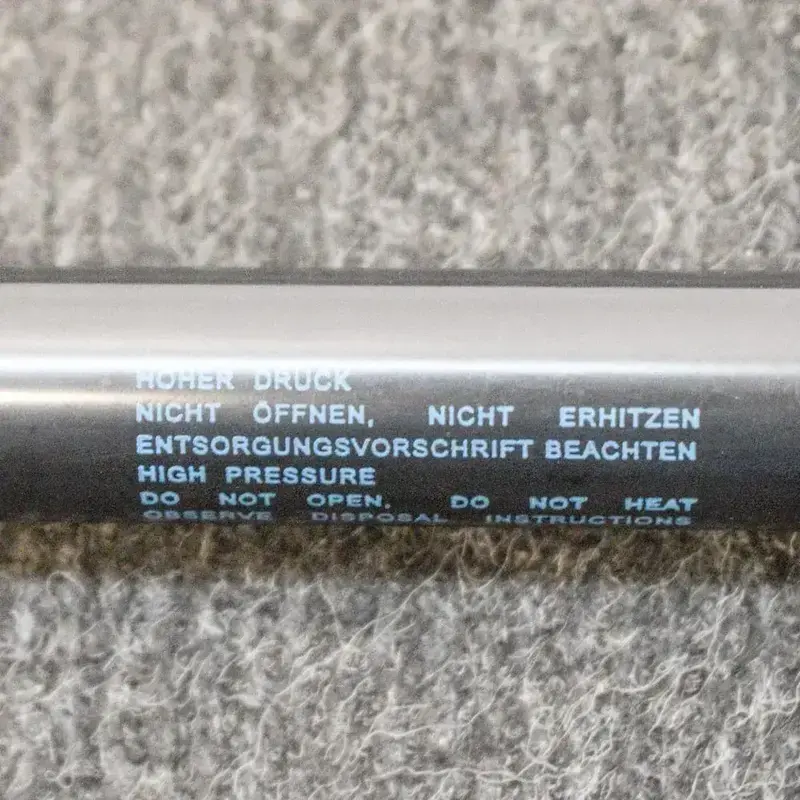 HOHER DRUCK
NICHT ÖFFNEN, NICHT ERHITZEN
ENTSORGUNGSVORSCHRIFT BEACHTEN
HIGH PRESSURE
DO NOT OPEN. DO NOT HEAT
OBSERVE DISPOSAL INSTRUCTIONS